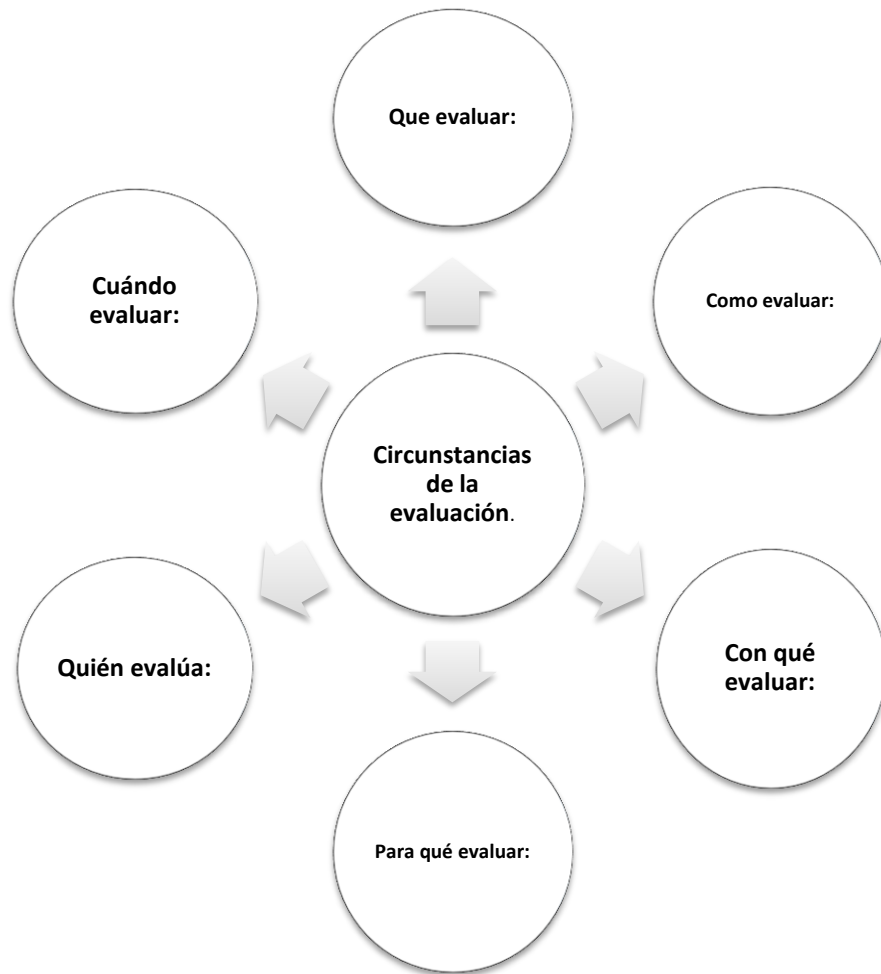 Que evaluar:
Cuándo
evaluar:
Como evaluar:
Circunstancias
de la
evaluación.
Quién evalúa:
Con qué
evaluar:
Para qué evaluar: